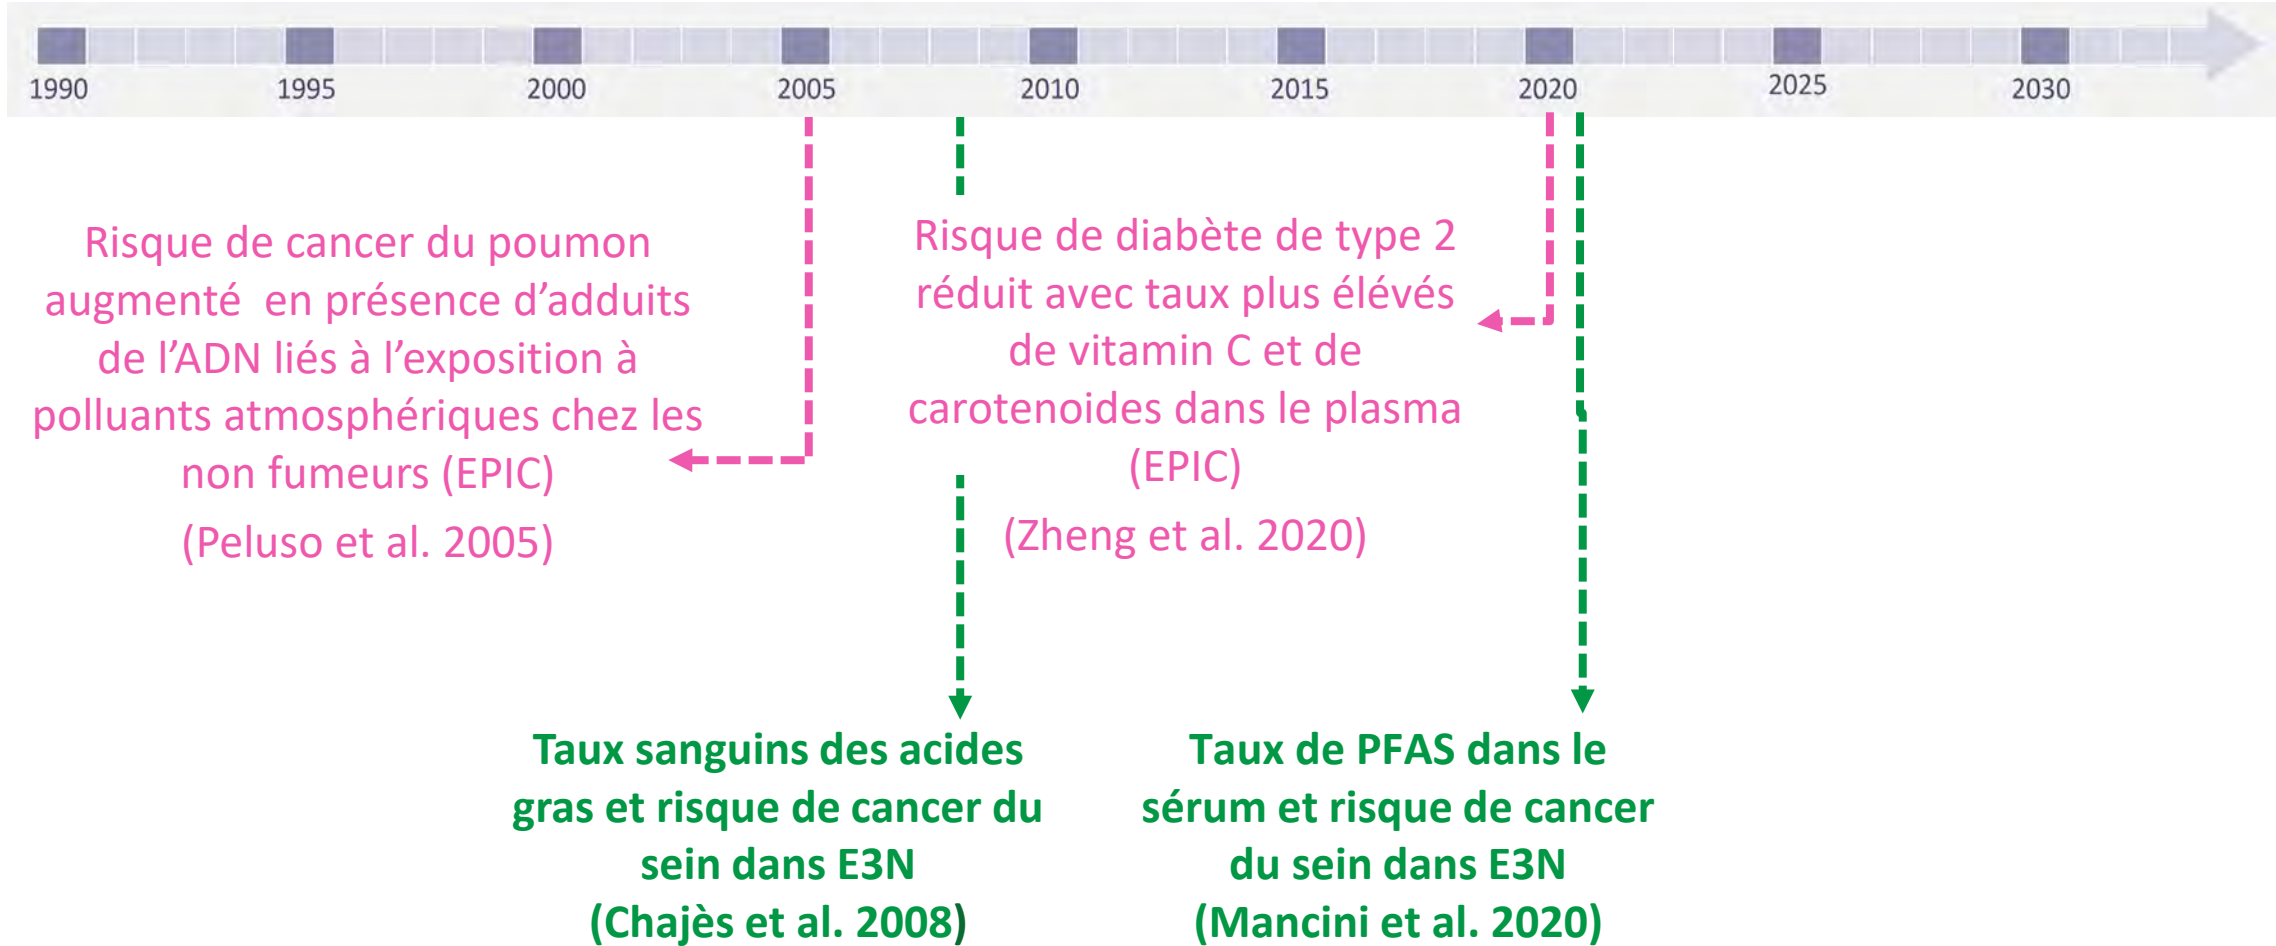 1990 1995 2000 2005 2010 2015 2020 2025 2030
Risque de cancer du poumon
augmenté en présence d’adduits
de l’ADN liés à l’exposition à
polluants atmosphériques chez les
non fumeurs (EPIC)
(Peluso et al. 2005)
Risque de diabète de type 2
réduit avec taux plus élévés
de vitamin C et de
carotenoides dans le plasma
(EPIC)
(Zheng et al. 2020)
Taux sanguins des acides
gras et risque de cancer du
sein dans E3N
(Chajès et al. 2008)
Taux de PFAS dans le
sérum et risque de cancer
du sein dans E3N
(Mancini et al. 2020)